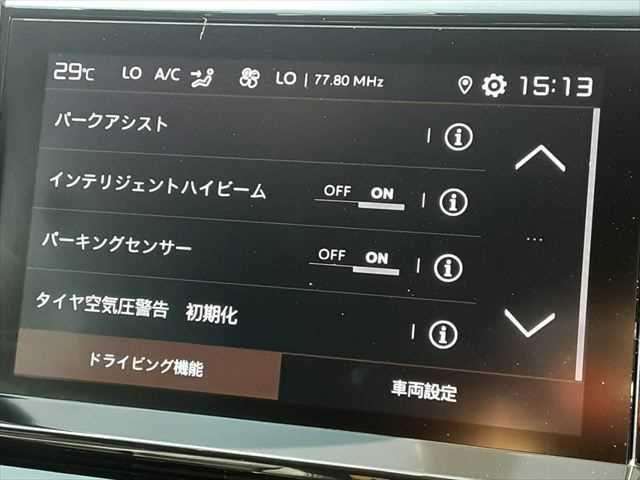 29℃ LO A/C LO | 77.80 MHz 15:13
パークアシスト
インテリジェントハイビーム OFF ON
パーキングセンサー OFF ON
タイヤ空気圧警告 初期化
ドライビング機能 車両設定